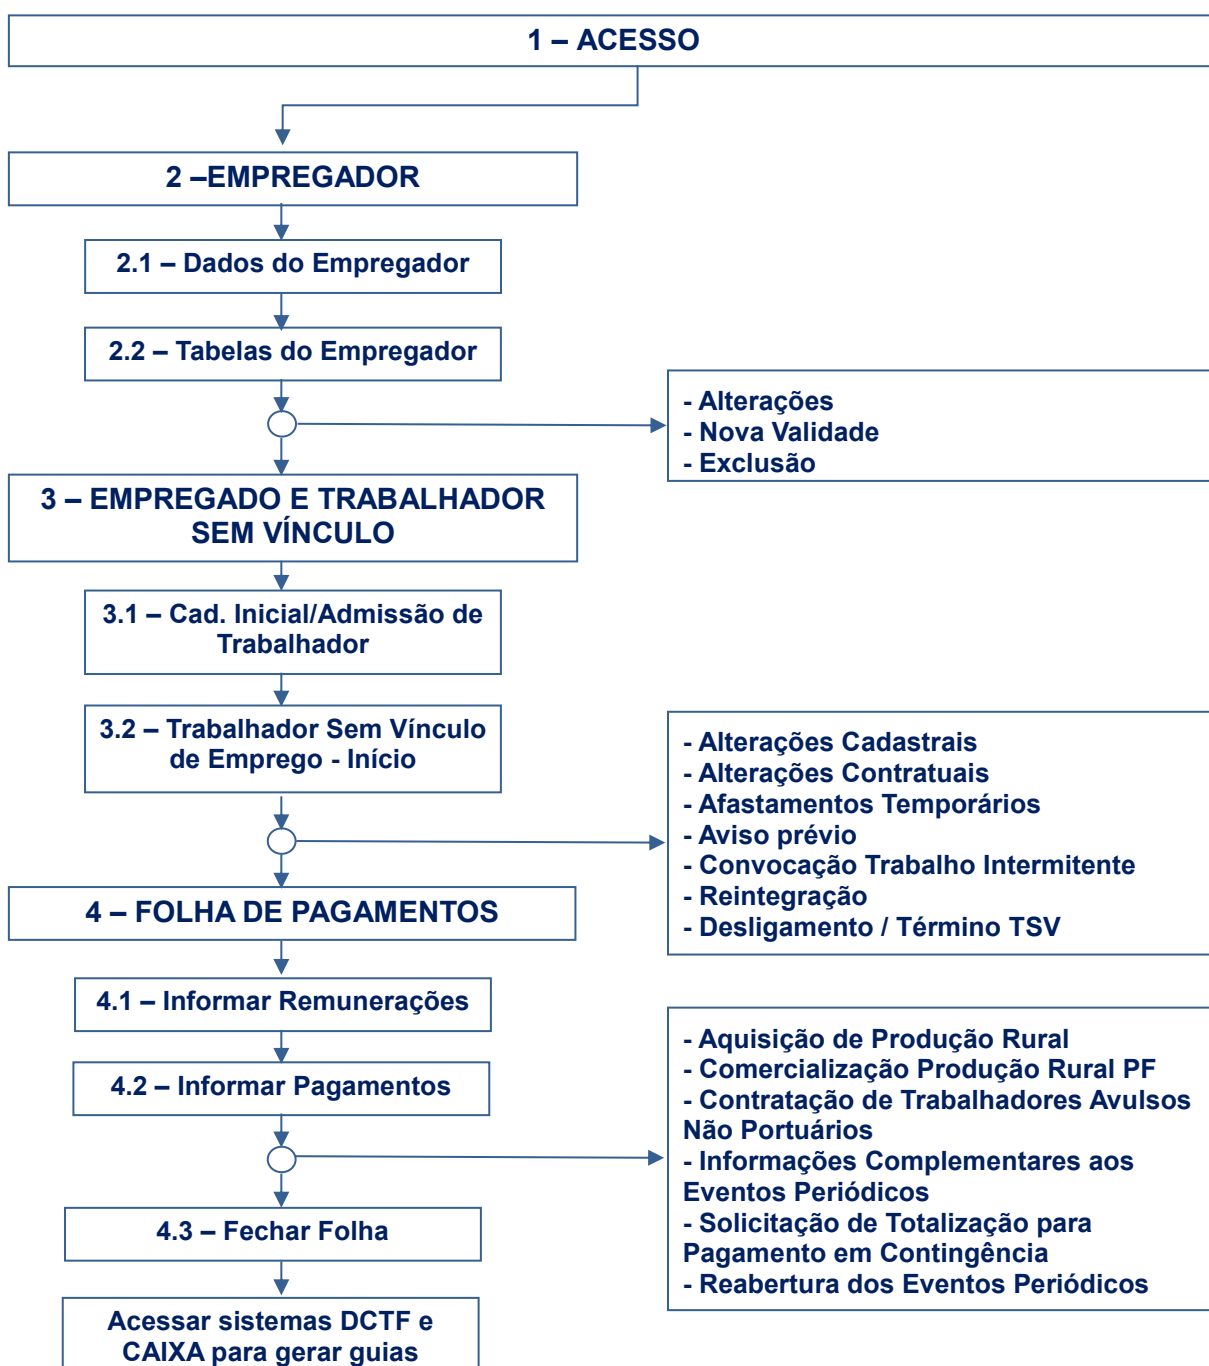 1 – ACESSO
2 –EMPREGADOR
2.1 – Dados do Empregador
2.2 – Tabelas do Empregador
- Alterações
- Nova Validade
- Exclusão
3 – EMPREGADO E TRABALHADOR
SEM VÍNCULO
3.1 – Cad. Inicial/Admissão de
Trabalhador
3.2 – Trabalhador Sem Vínculo
de Emprego - Início
- Alterações Cadastrais
- Alterações Contratuais
- Afastamentos Temporários
- Aviso prévio
- Convocação Trabalho Intermitente
- Reintegração
- Desligamento / Término TSV
4 – FOLHA DE PAGAMENTOS
4.1 – Informar Remunerações
4.2 – Informar Pagamentos
- Aquisição de Produção Rural
- Comercialização Produção Rural PF
- Contratação de Trabalhadores Avulsos
Não Portuários
- Informações Complementares aos
Eventos Periódicos
- Solicitação de Totalização para
Pagamento em Contingência
- Reabertura dos Eventos Periódicos
4.3 – Fechar Folha
Acessar sistemas DCTF e
CAIXA para gerar guias